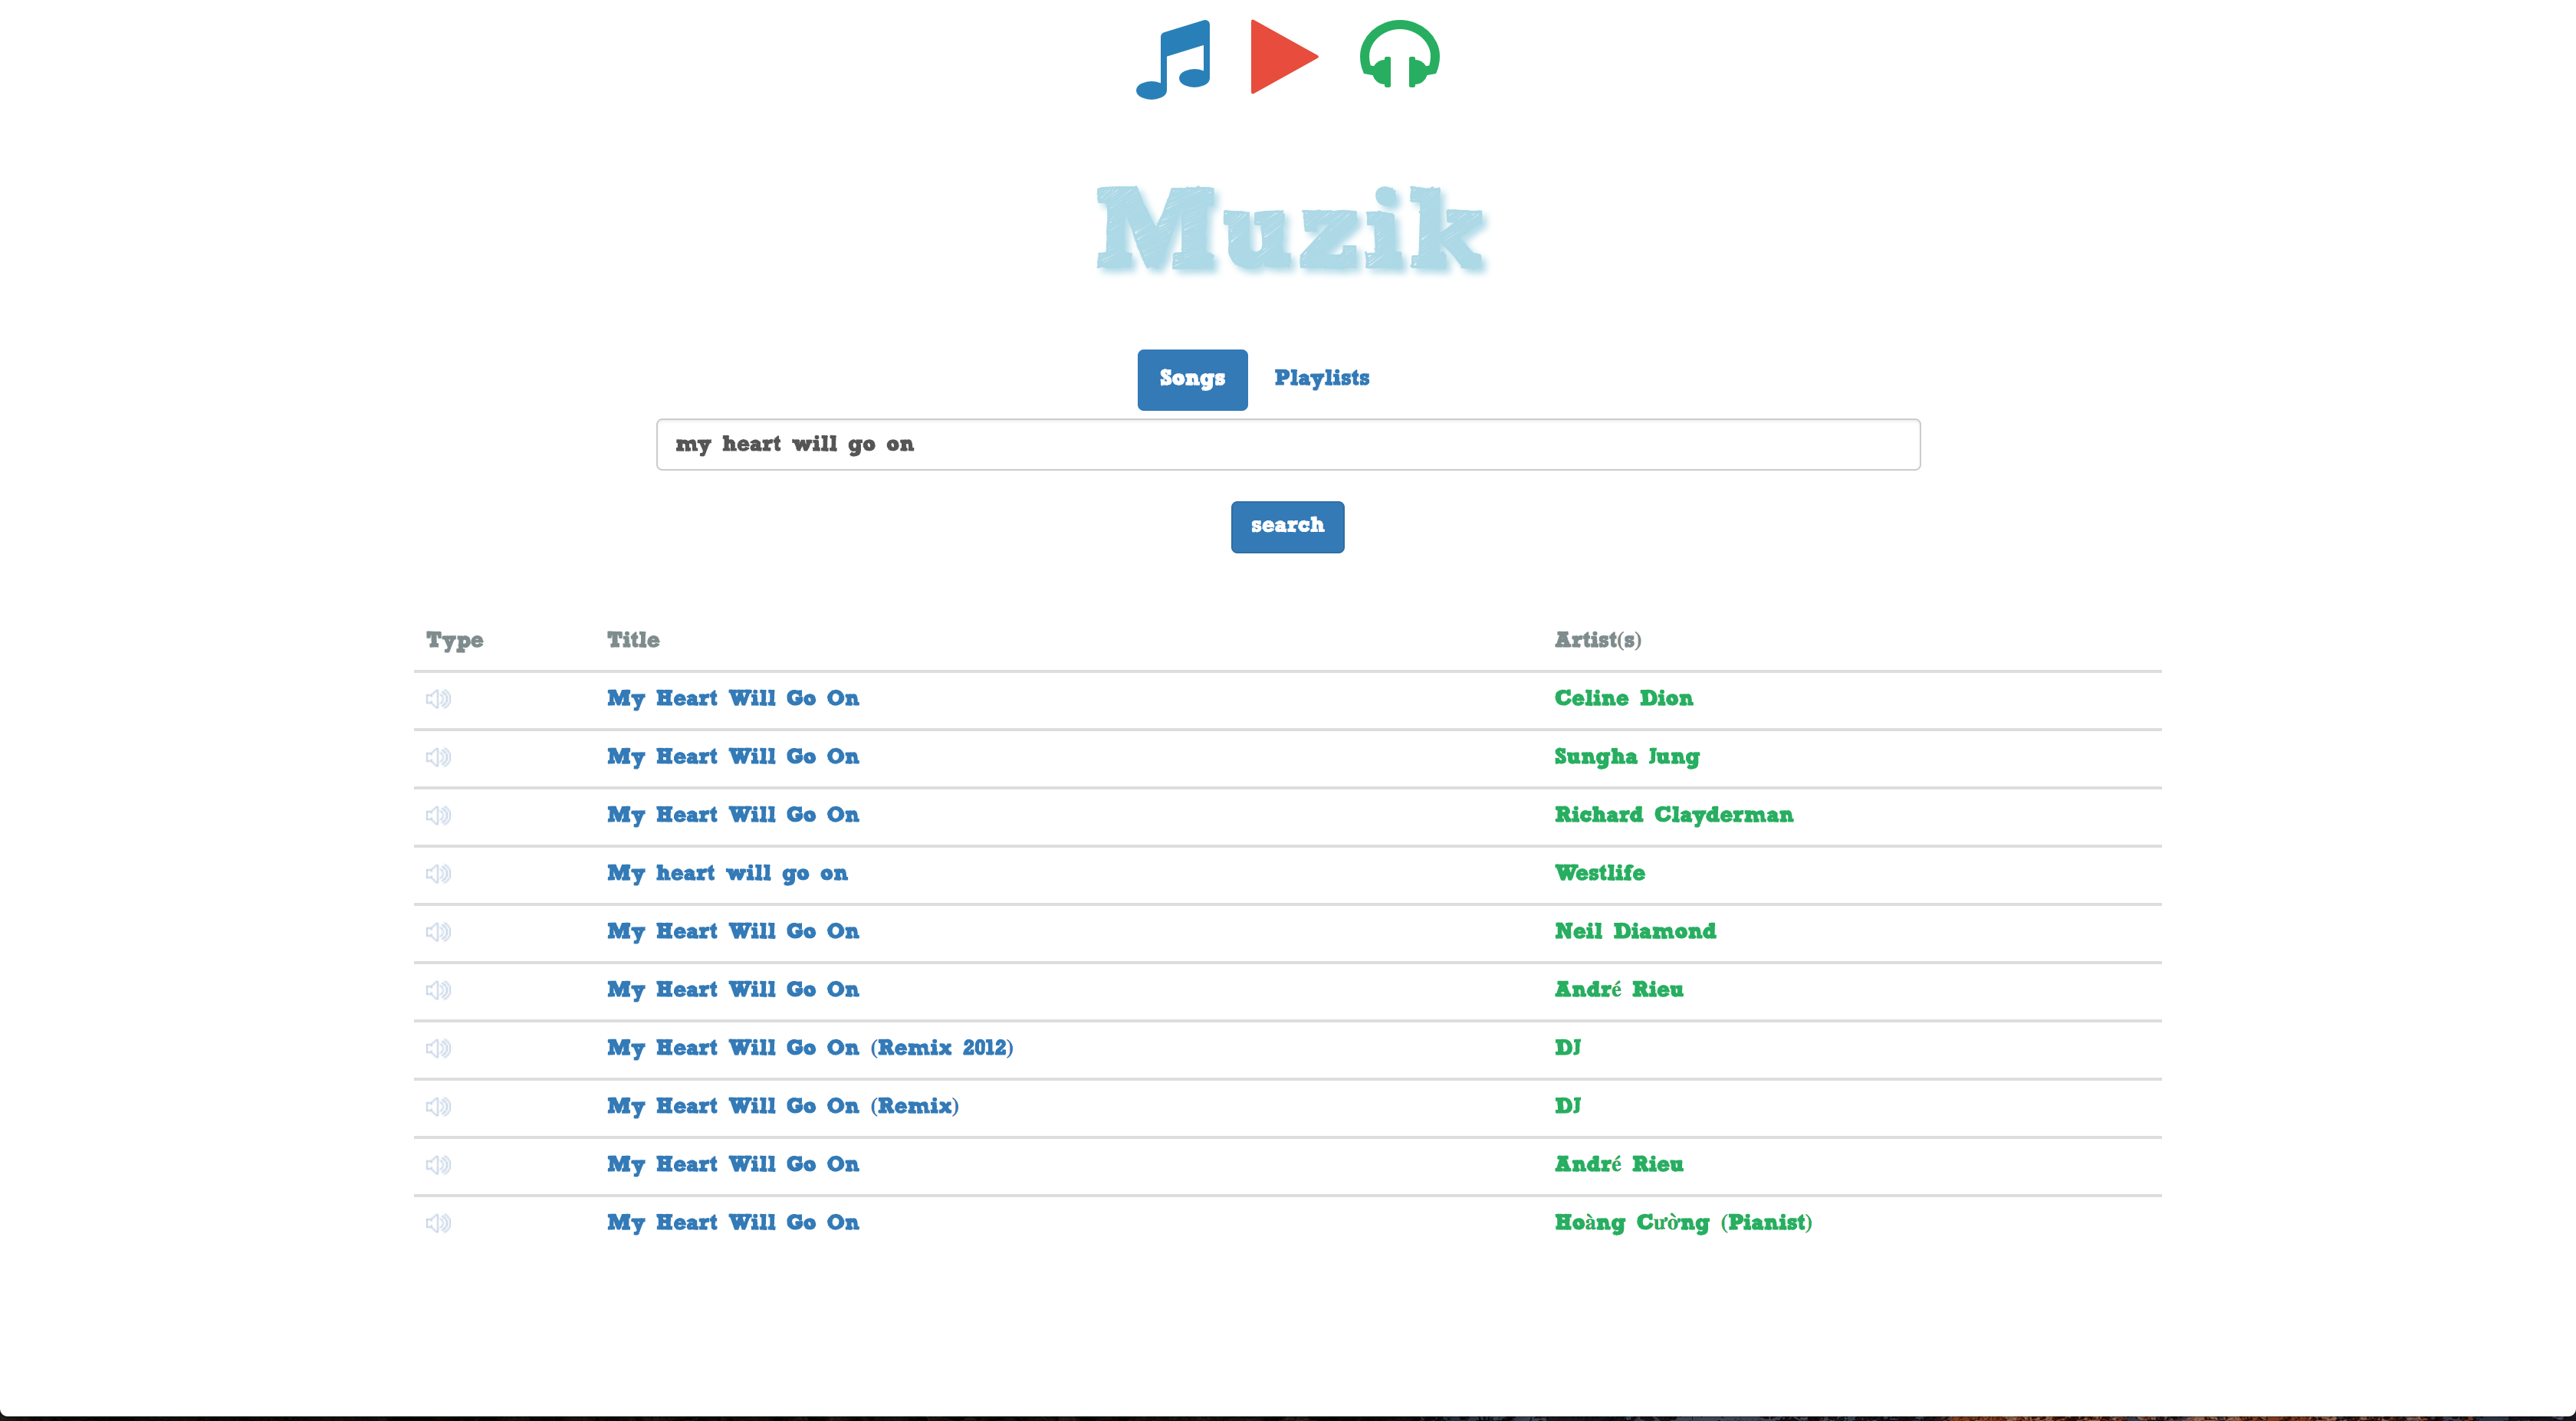 Muzik
Songs Playlists
my heart will go on
search
Type Title Artist(s)
My Heart Will Go On Celine Dion
My Heart Will Go On Sungha Jung
My Heart Will Go On Richard Clayderman
My heart will go on Westlife
My Heart Will Go On Neil Diamond
My Heart Will Go On André Rieu
My Heart Will Go On (Remix 2012) DJ
My Heart Will Go On (Remix) DJ
My Heart Will Go On André Rieu
My Heart Will Go On Hoàng Cường (Pianist)